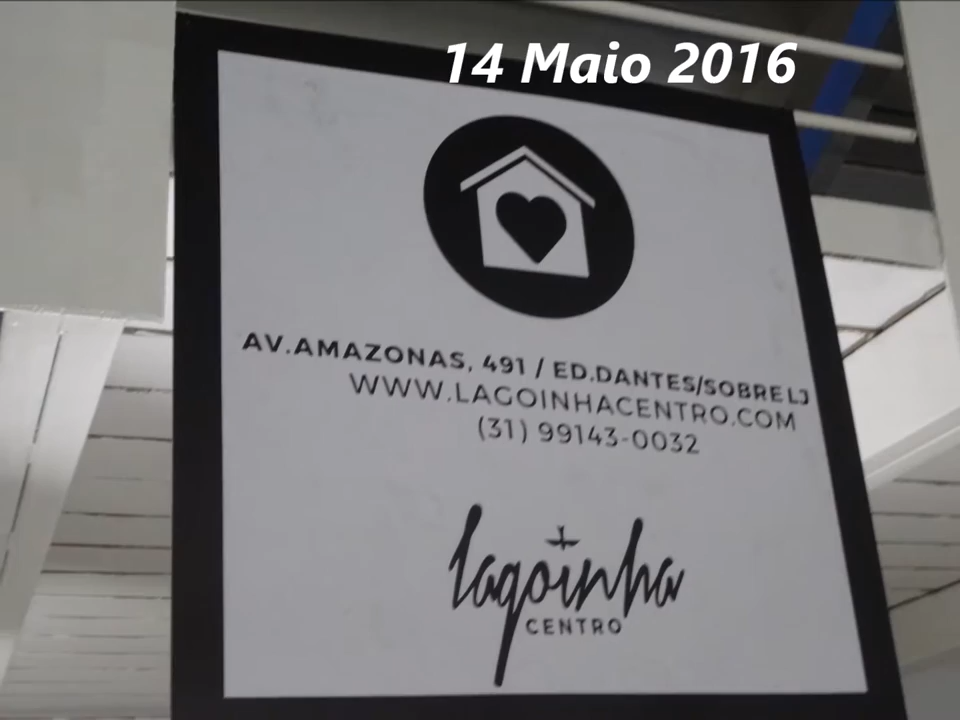 14 Maio 2016
AV.AMAZONAS, 491 / ED.DANTES/SOBRELJ
WWW.LAGOINHACENTRO.COM
(31) 99143-0032
lagoinha
CENTRO